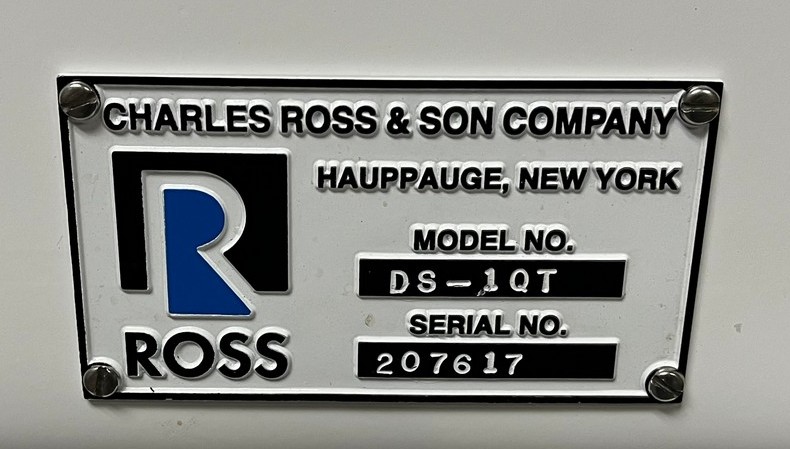 CHARLES ROSS & SON COMPANY
HAUPPAUGE, NEW YORK
MODEL NO.
DS-1QT
SERIAL NO.
207617
R
ROSS